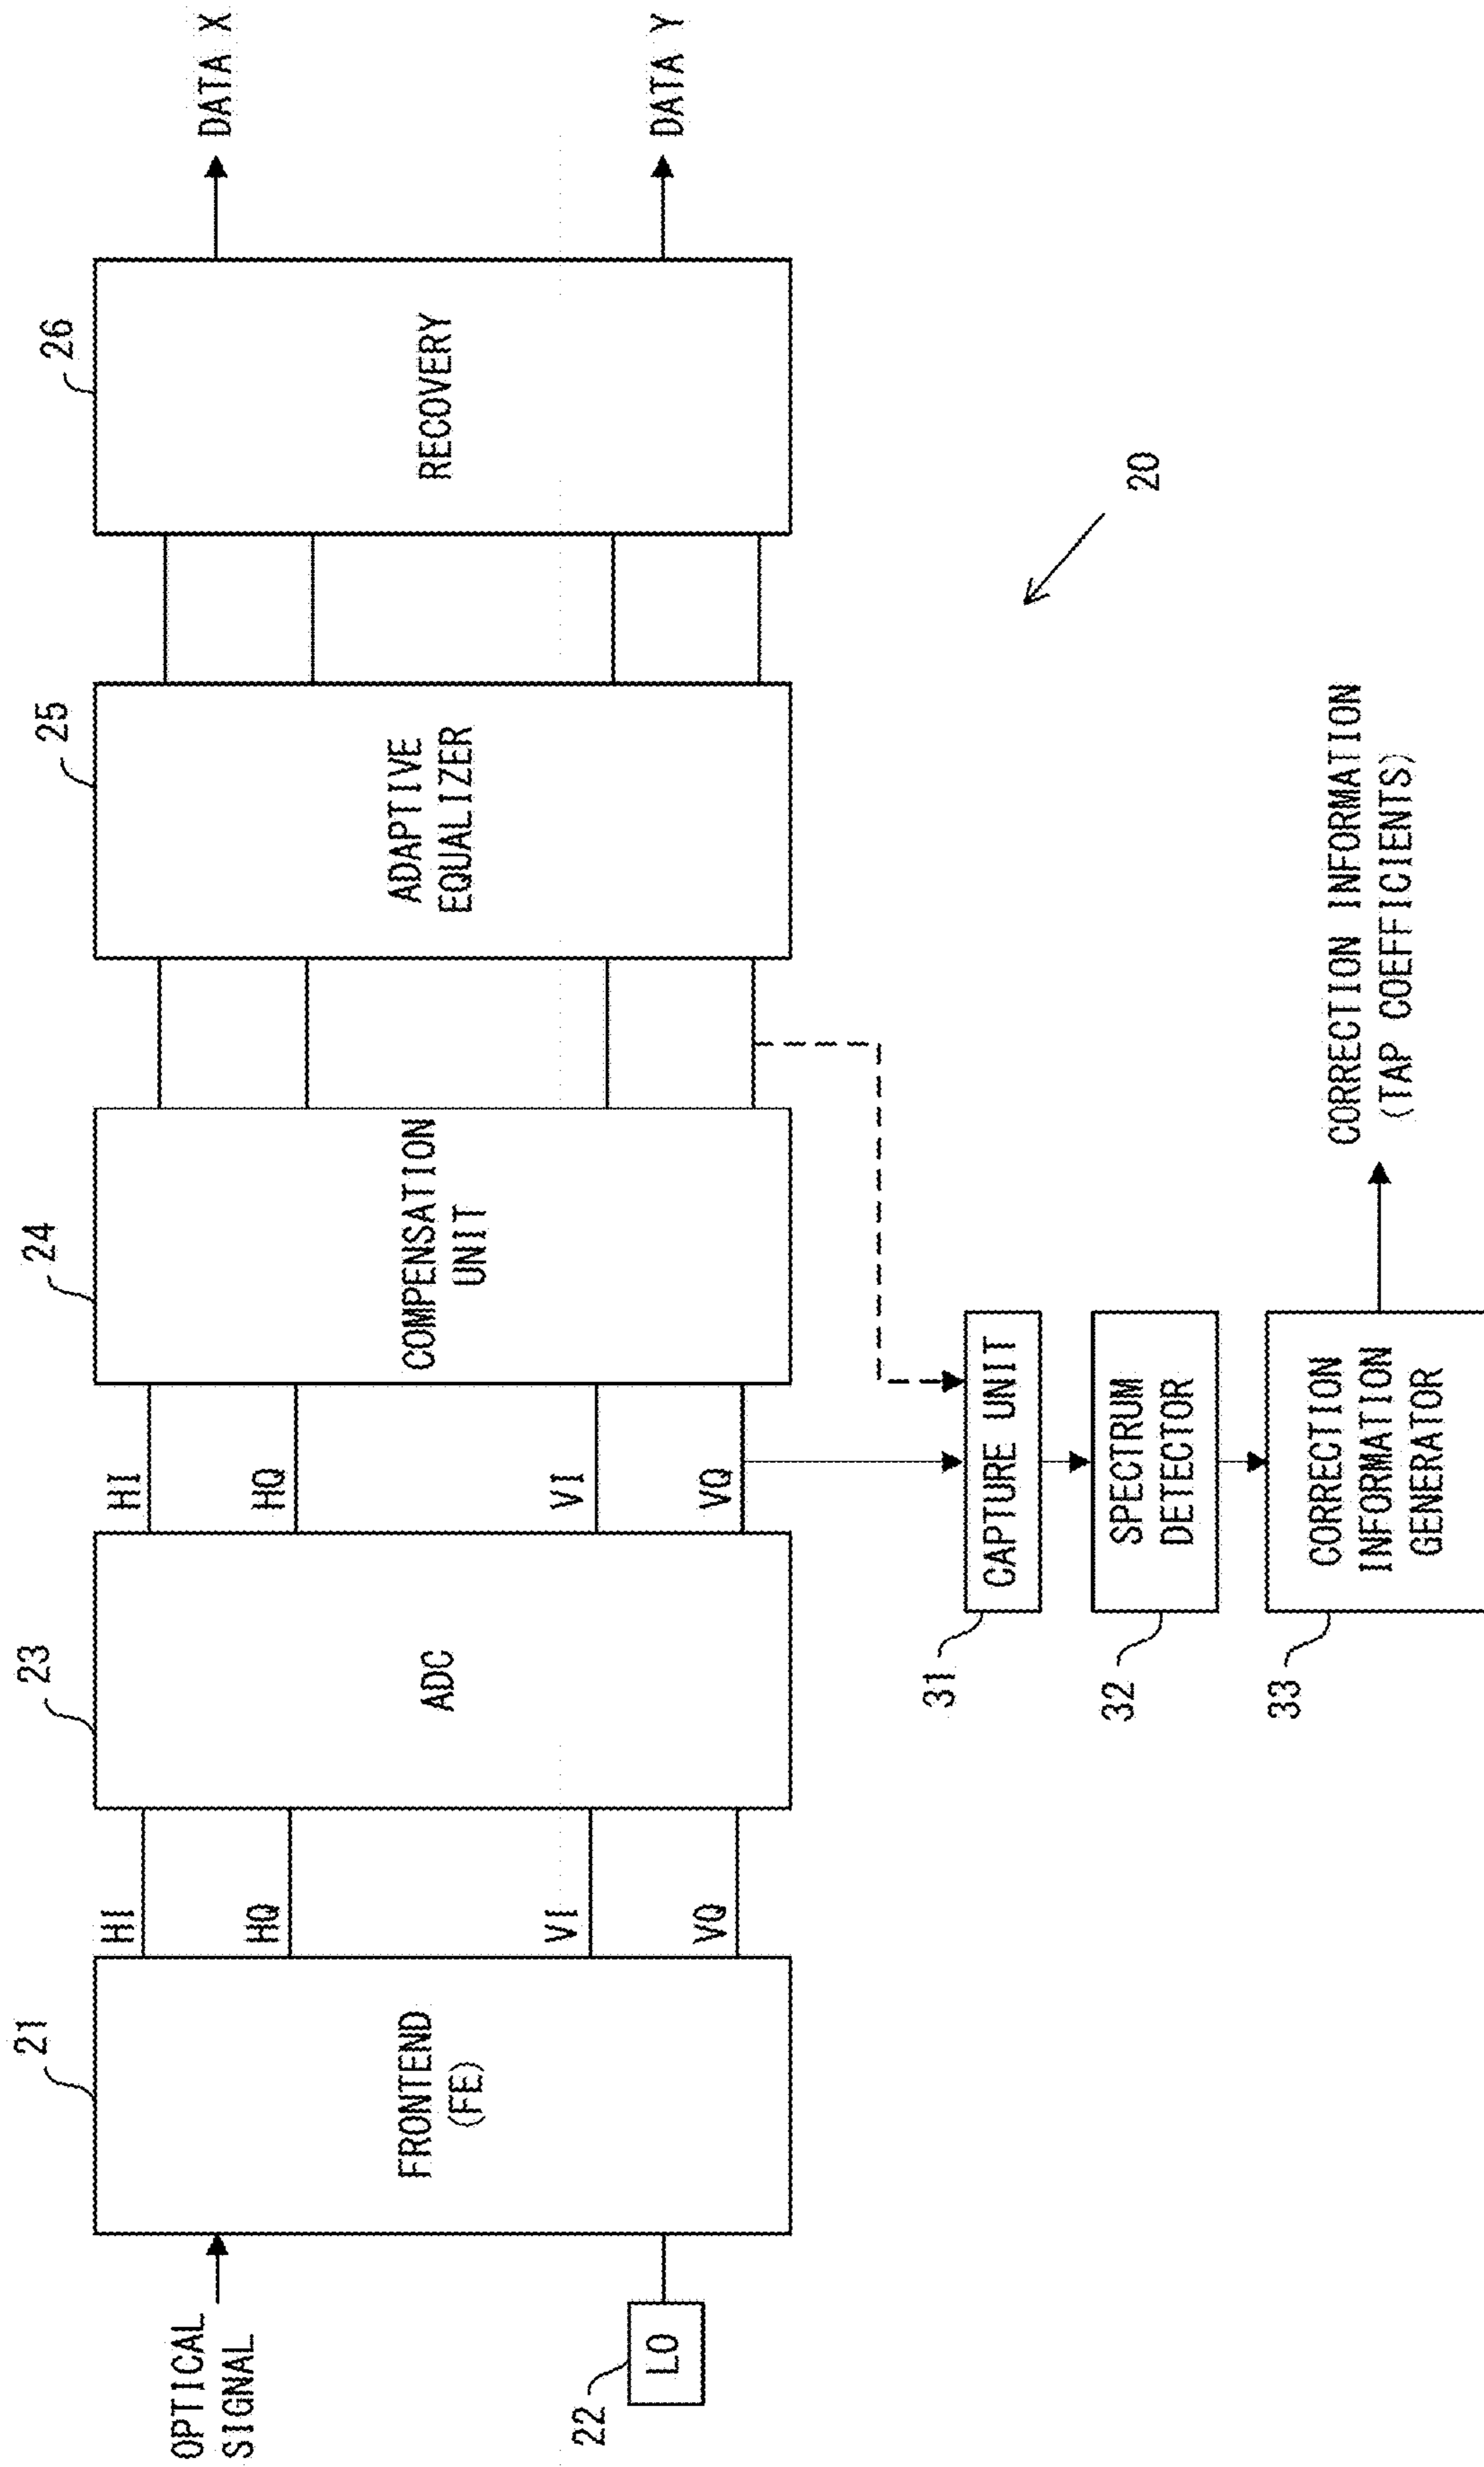 OPTICAL
SIGNAL
22
LO
21
FRONTEND
(FE)
HI
HQ
VI
VQ
23
ADC
HI
HQ
VI
VQ
24
COMPENSATION
UNIT
25
ADAPTIVE
EQUALIZER
26
RECOVERY
DATA X
DATA Y
20
31
CAPTURE UNIT
32
SPECTRUM
DETECTOR
33
CORRECTION
INFORMATION
GENERATOR
CORRECTION INFORMATION
(TAP COEFFICIENTS)